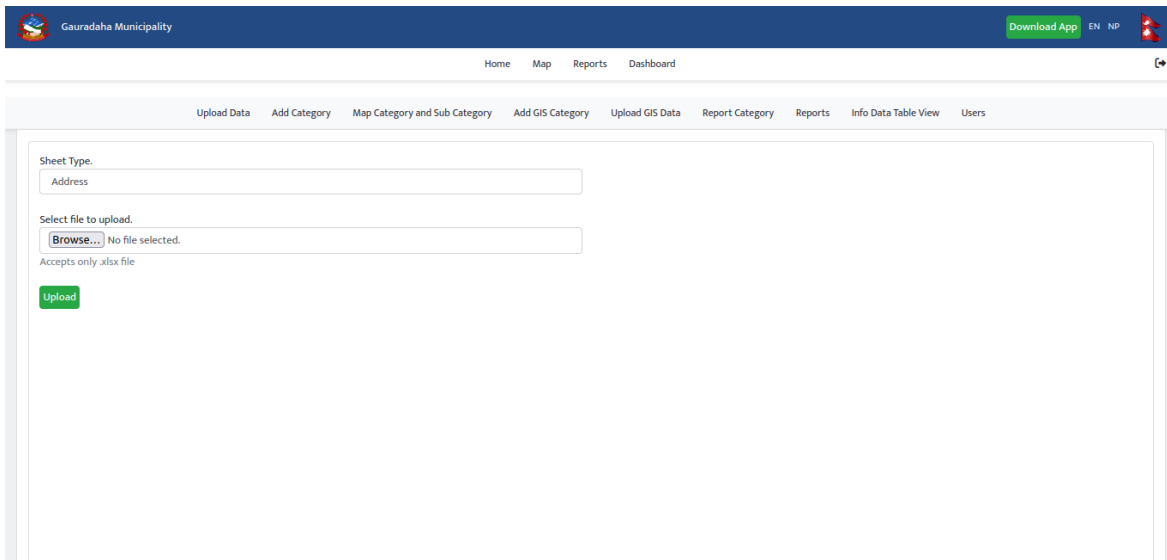 Gauradaha Municipality
Download App EN NP
Home Map Reports Dashboard
Upload Data Add Category Map Category and Sub Category Add GIS Category Upload GIS Data Report Category Reports Info Data Table View Users
Sheet Type.
Address
Select file to upload.
Browse... No file selected.
Accepts only .xlsx file
Upload